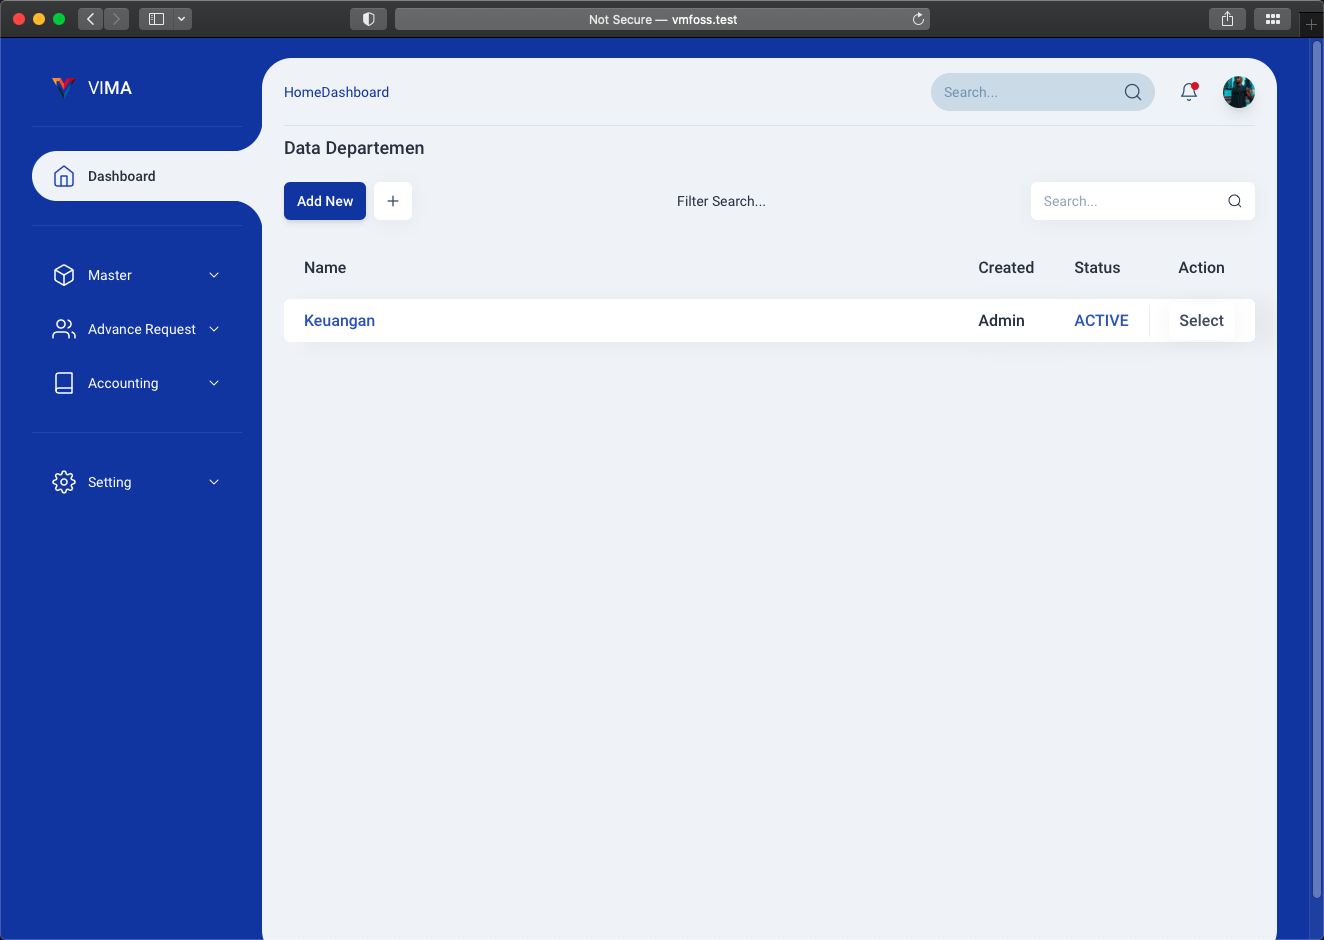 Not Secure — vmfoss.test
VIMA
HomeDashboard
Search...
Data Departemen
Dashboard
Add New
+
Filter Search...
Search...
Master
Advance Request
Accounting
Setting
Name Created Status Action
Keuangan Admin ACTIVE Select